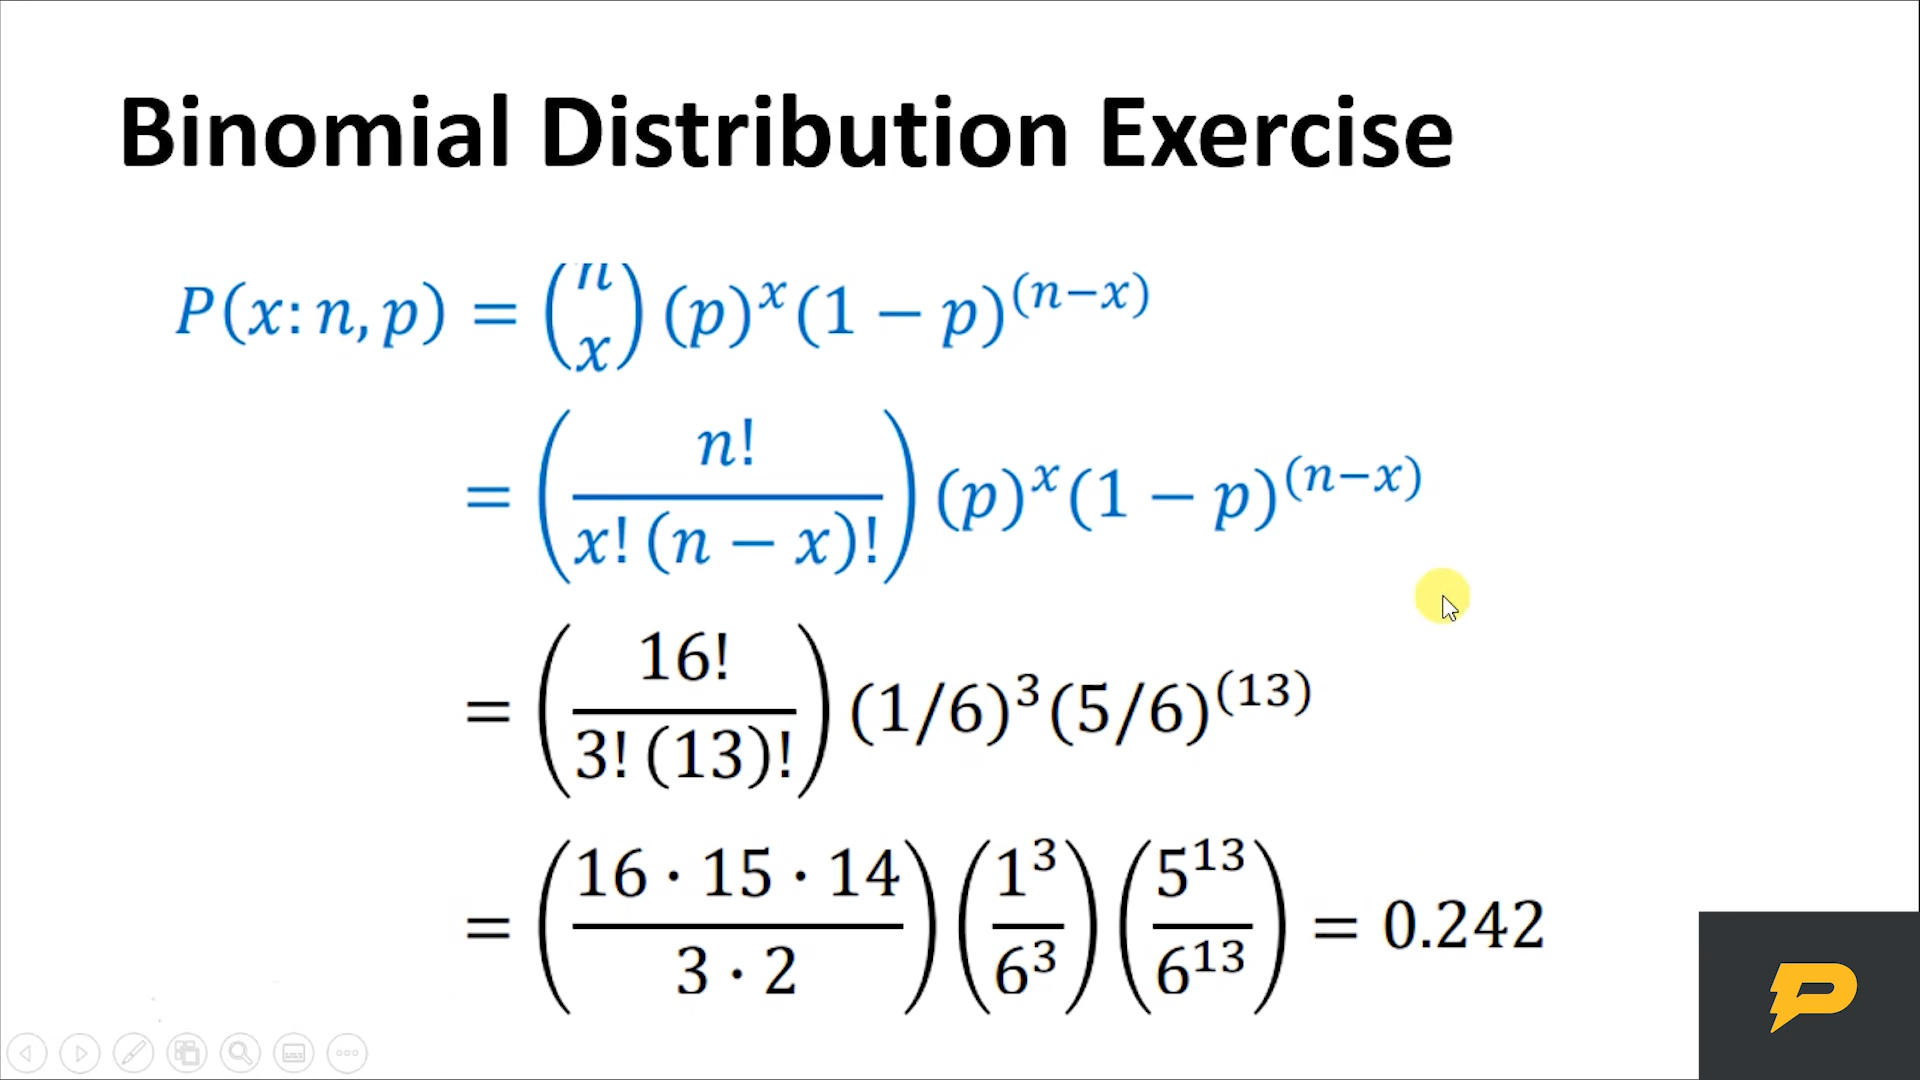 Binomial Distribution Exercise
P(x: n, p) = (n x) (p)^x (1 − p)^(n−x)
= (n! / x! (n − x)!) (p)^x (1 − p)^(n−x)
= (16! / 3! (13)!) (1/6)^3 (5/6)^(13)
= (16 · 15 · 14 / 3 · 2) (1^3 / 6^3) (5^13 / 6^13) = 0.242